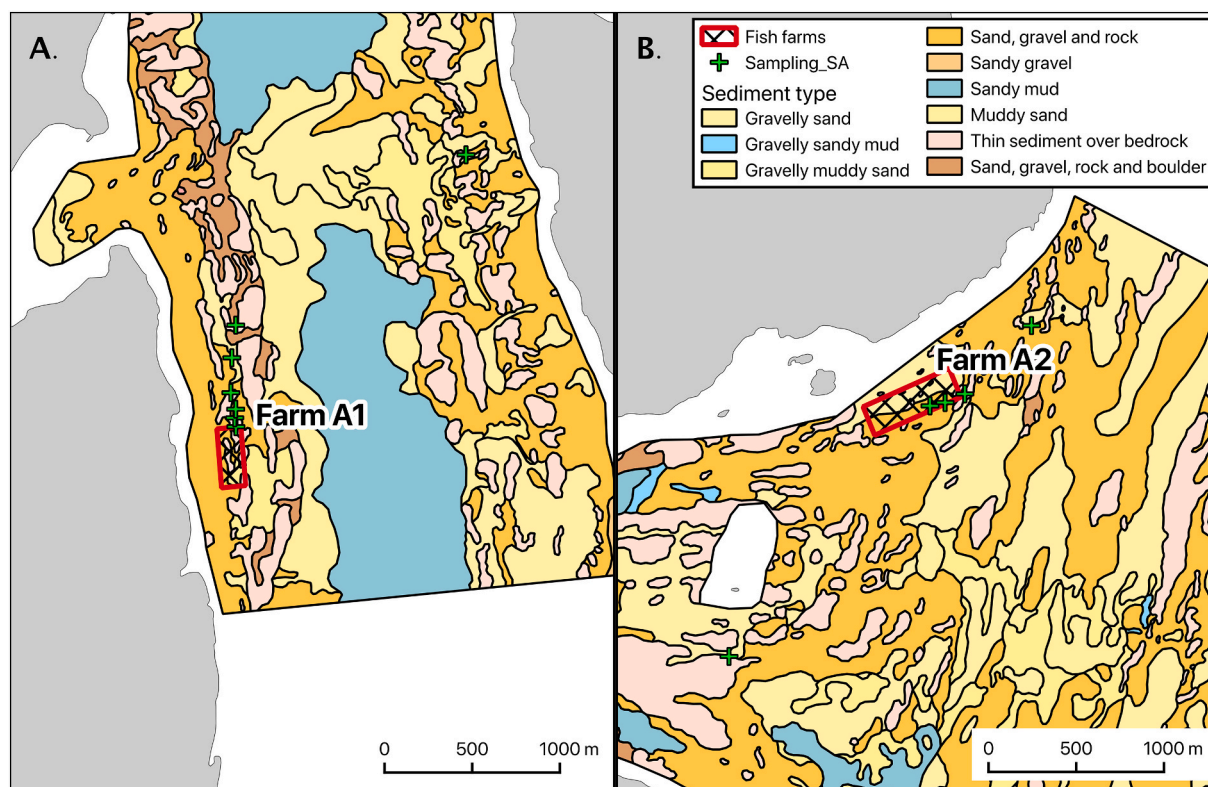 A.
Farm A1
0 500 1000 m
B.
Fish farms
Sampling_SA
Sediment type
Gravelly sand
Gravelly sandy mud
Gravelly muddy sand
Sand, gravel and rock
Sandy gravel
Sandy mud
Muddy sand
Thin sediment over bedrock
Sand, gravel, rock and boulder
Farm A2
0 500 1000 m